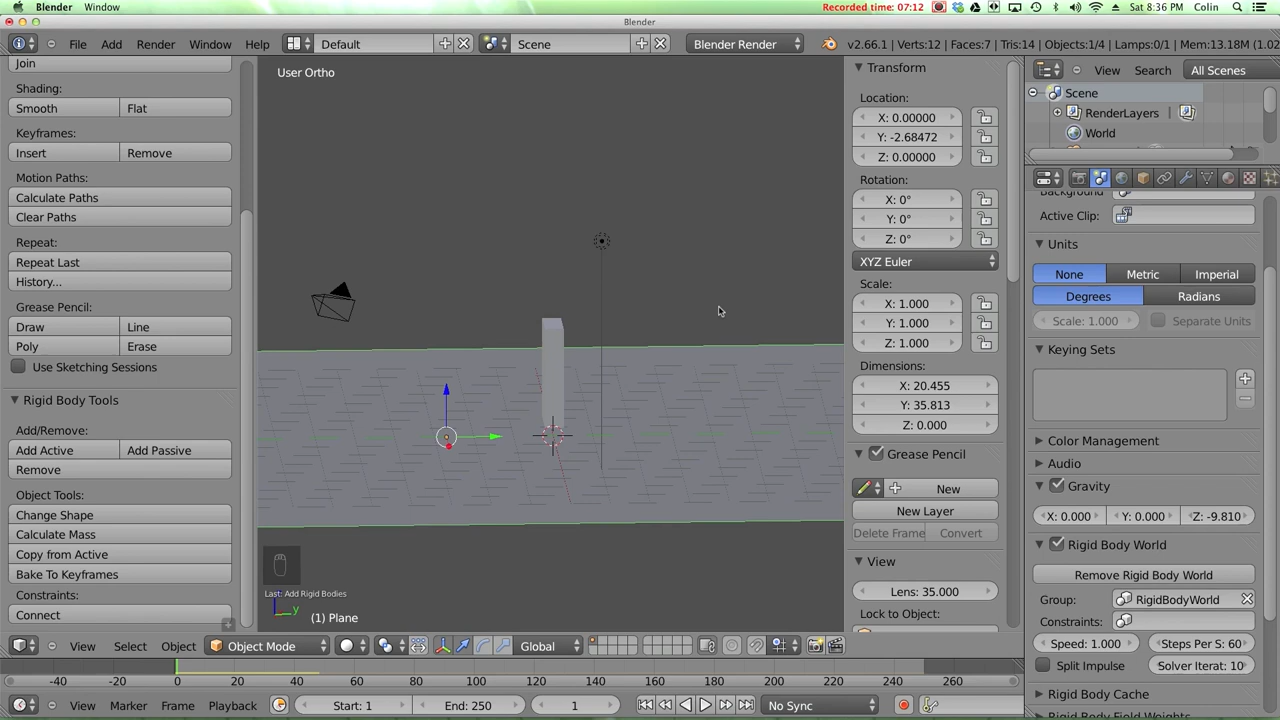 Blender Window Recorded time: 07:12 Sat 8:36 PM Colin
Blender
File Add Render Window Help Default Scene Blender Render v2.66.1 | Verts:12 | Faces:7 | Tris:14 | Objects:1/4 | Lamps:0/1 | Mem:13.18M (1.02
Join
Shading:
Smooth Flat
Keyframes:
Insert Remove
Motion Paths:
Calculate Paths
Clear Paths
Repeat:
Repeat Last
History...
Grease Pencil:
Draw Line
Poly Erase
Use Sketching Sessions
Rigid Body Tools
Add/Remove:
Add Active Add Passive
Remove
Object Tools:
Change Shape
Calculate Mass
Copy from Active
Bake To Keyframes
Constraints:
Connect
User Ortho
Last: Add Rigid Bodies
y
(1) Plane
Transform
Location:
X: 0.00000
Y: -2.68472
Z: 0.00000
Rotation:
X: 0°
Y: 0°
Z: 0°
XYZ Euler
Scale:
X: 1.000
Y: 1.000
Z: 1.000
Dimensions:
X: 20.455
Y: 35.813
Z: 0.000
Grease Pencil
New
New Layer
Delete Frame Convert
View
Lens: 35.000
Lock to Object:
View Search All Scenes
Scene
RenderLayers
World
Background
Active Clip:
Units
None Metric Imperial
Degrees Radians
Scale: 1.000 Separate Units
Keying Sets
Color Management
Audio
Gravity
X: 0.000 Y: 0.000 Z: -9.810
Rigid Body World
Remove Rigid Body World
Group: RigidBodyWorld
Constraints:
Speed: 1.000 Steps Per S: 60
Split Impulse Solver Iterat: 10
Rigid Body Cache
Rigid Body Field Weights
View Select Object Object Mode Global
-40 -20 0 20 40 60 80 100 120 140 160 180 200 220 240 260
View Marker Frame Playback Start: 1 End: 250 1 No Sync